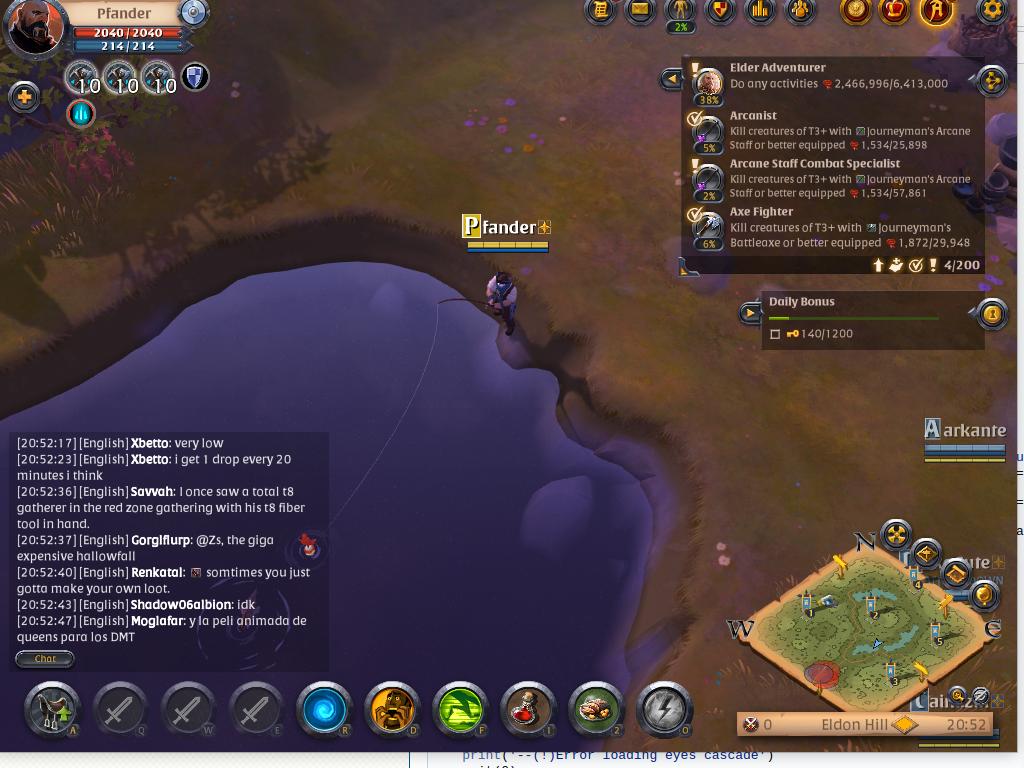 Pfander
2040/2040
214/214
10 10 10
2%
Elder Adventurer
Do any activities 2,466,996/6,413,000
38%
Arcanist
Kill creatures of T3+ with Journeyman's Arcane
Staff or better equipped 1,534/25,898
5%
Arcane Staff Combat Specialist
Kill creatures of T3+ with Journeyman's Arcane
Staff or better equipped 1,534/57,861
2%
Axe Fighter
Kill creatures of T3+ with Journeyman's
Battleaxe or better equipped 1,872/29,948
6%
4/200
Daily Bonus
140/1200
Pfander
Aarkante
[20:52:17] [English] Xbetto: very low
[20:52:23] [English] Xbetto: i get 1 drop every 20
minutes i think
[20:52:36] [English] Savvah: I once saw a total t8
gatherer in the red zone gathering with his t8 fiber
tool in hand.
[20:52:37] [English] Gorglflurp: @Zs, the giga
expensive hallowfall
[20:52:40] [English] Renkatal: somtimes you just
gotta make your own loot.
[20:52:43] [English] Shadow06albion: idk
[20:52:47] [English] Moglafar: y la peli animada de
queens para los DMT
Chat
A Q W E R D F 1 2 O
N
W
E
1 2 3 4 5
0 Eldon Hill 20:52
print('--(!)Error loading eyes cascade')